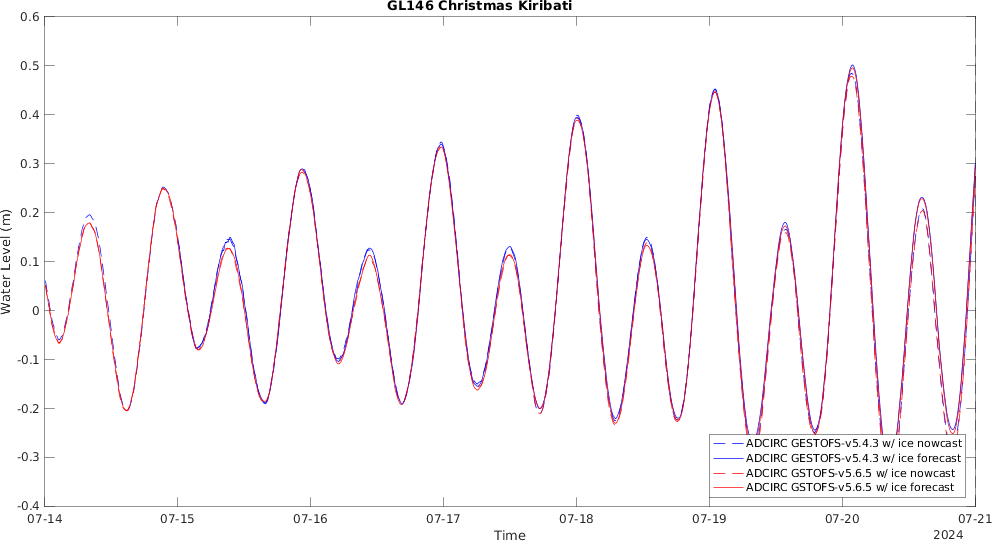 GL146 Christmas Kiribati
0.6
0.5
0.4
0.3
0.2
0.1
0
-0.1
-0.2
-0.3
-0.4
Water Level (m)
ADCIRC GESTOFS-v5.4.3 w/ ice nowcast
ADCIRC GESTOFS-v5.4.3 w/ ice forecast
ADCIRC GSTOFS-v5.6.5 w/ ice nowcast
ADCIRC GSTOFS-v5.6.5 w/ ice forecast
07-14 07-15 07-16 07-17 07-18 07-19 07-20 07-21
Time
2024